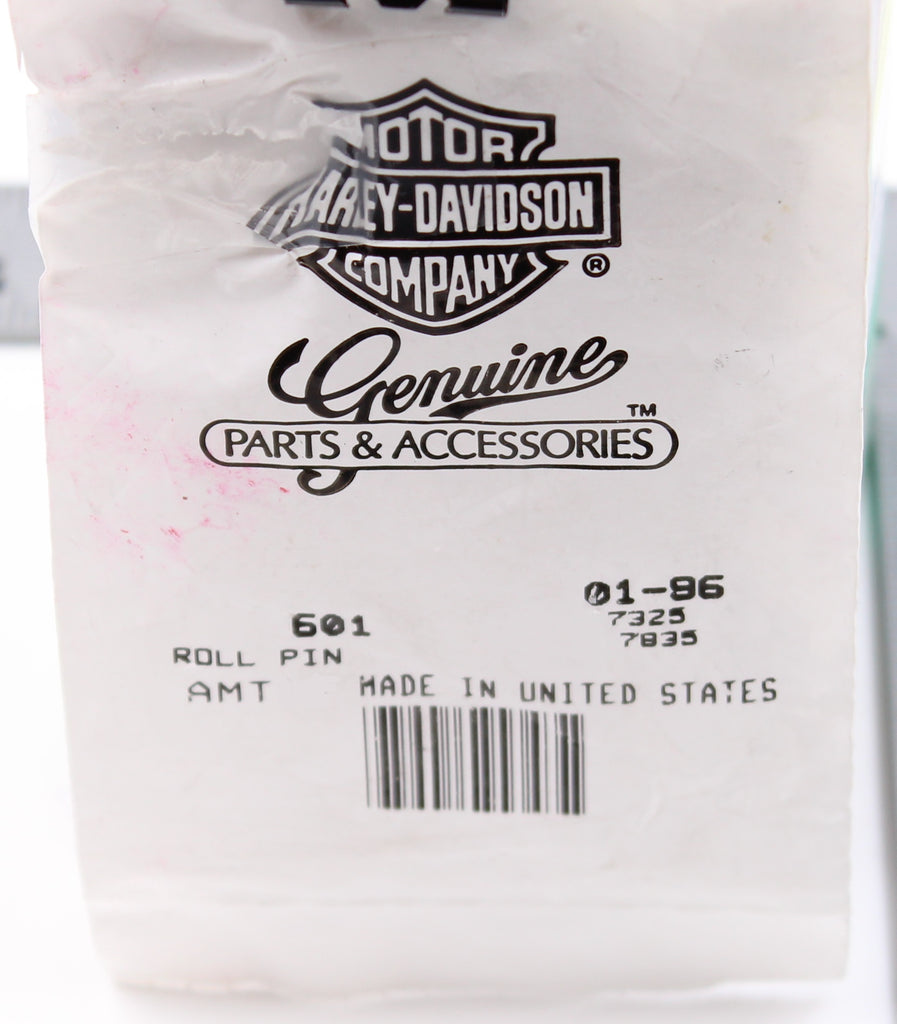 MOTOR
HARLEY-DAVIDSON
COMPANY
®
Genuine
TM
PARTS & ACCESSORIES
01-96
7325
601
7835
ROLL PIN
AMT
MADE IN UNITED STATES